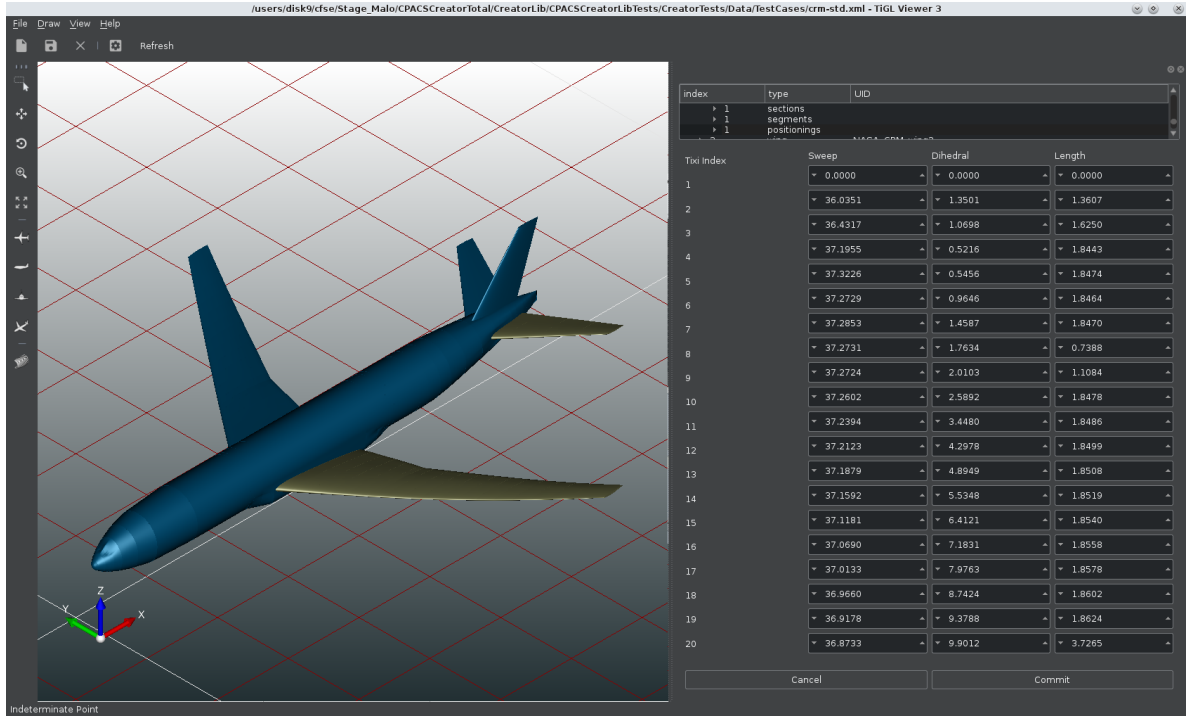 /users/disk9/cfse/Stage_Malo/CPACSCreatorTotal/CreatorLib/CPACSCreatorLibTests/CreatorTests/Data/TestCases/crm-std.xml - TiGL Viewer 3
File Draw View Help
Refresh
index type UID
1 sections
1 segments
1 positionings
Tixi Index Sweep Dihedral Length
1 0.0000 0.0000 0.0000
2 36.0351 1.3501 1.3607
3 36.4317 1.0698 1.6250
4 37.1955 0.5216 1.8443
5 37.3226 0.5456 1.8474
6 37.2729 0.9646 1.8464
7 37.2853 1.4587 1.8470
8 37.2731 1.7634 0.7388
9 37.2724 2.0103 1.1084
10 37.2602 2.5892 1.8478
11 37.2394 3.4480 1.8486
12 37.2123 4.2978 1.8499
13 37.1879 4.8949 1.8508
14 37.1592 5.5348 1.8519
15 37.1181 6.4121 1.8540
16 37.0690 7.1831 1.8558
17 37.0133 7.9763 1.8578
18 36.9660 8.7424 1.8602
19 36.9178 9.3788 1.8624
20 36.8733 9.9012 3.7265
Cancel Commit
Z
Y X
Indeterminate Point